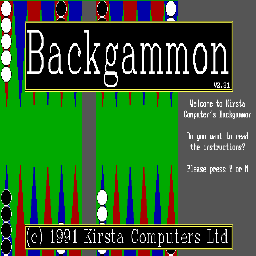 Backgammon
V2.01
Welcome to Kirsta
Computer's Backgammon
Do you want to read
the instructions?
Please press Y or N
(c) 1991 Kirsta Computers Ltd